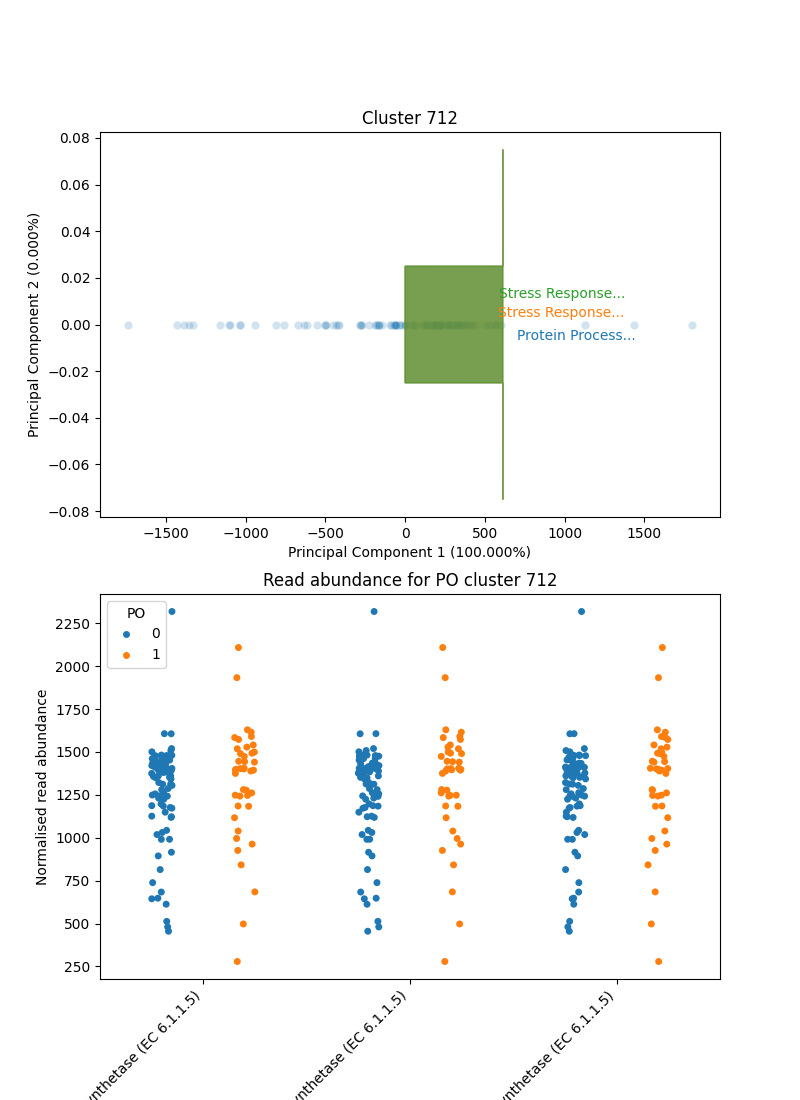 Cluster 712
0.08
0.06
0.04
0.02
0.00
−0.02
−0.04
−0.06
−0.08
Principal Component 2 (0.000%)
Stress Response...
Stress Response...
Protein Process...
−1500 −1000 −500 0 500 1000 1500
Principal Component 1 (100.000%)
Read abundance for PO cluster 712
PO
0
1
2250
2000
1750
1500
1250
1000
750
500
250
Normalised read abundance
ynthetase (EC 6.1.1.5)
ynthetase (EC 6.1.1.5)
ynthetase (EC 6.1.1.5)